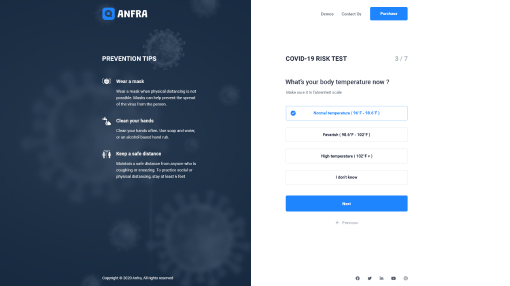 ANFRA
Demos
Contact Us
Purchase
PREVENTION TIPS
Wear a mask
Wear a mask when physical distancing is not
possible. Masks can help prevent the spread
of the virus from the person.
Clean your hands
Clean your hands often. Use soap and water,
or an alcohol-based hand rub.
Keep a safe distance
Maintain a safe distance from anyone who is
coughing or sneezing. To practice social or
physical distancing, stay at least 6 feet
Copyright © 2020 Anfra, All rights reserved
COVID-19 RISK TEST
3 / 7
What's your body temperature now ?
Make sure it in Fahrenheit scale
Normal temperature ( 96°F - 98.6°F )
Feverish ( 98.6°F - 102°F )
High temperature ( 102°F < )
I don't know
Next
Previous